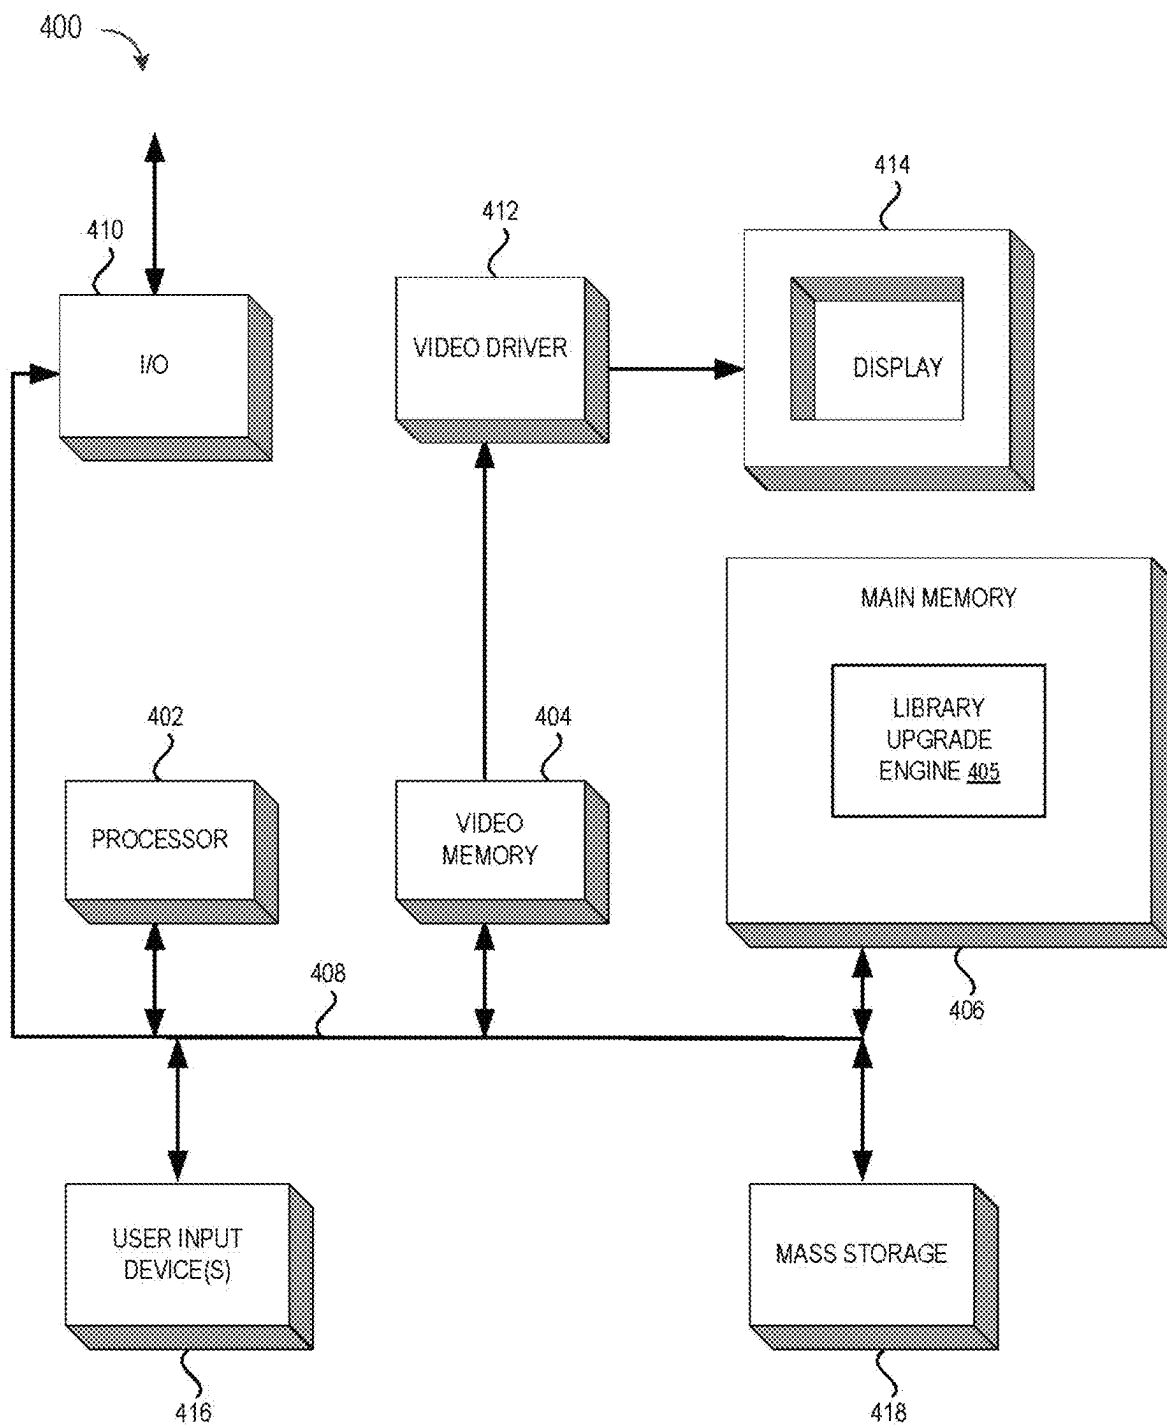 400
414
412
410
VIDEO DRIVER
I/O
DISPLAY
MAIN MEMORY
LIBRARY
UPGRADE
ENGINE 405
402
404
PROCESSOR
VIDEO
MEMORY
408
406
USER INPUT
DEVICE(S)
MASS STORAGE
416
418